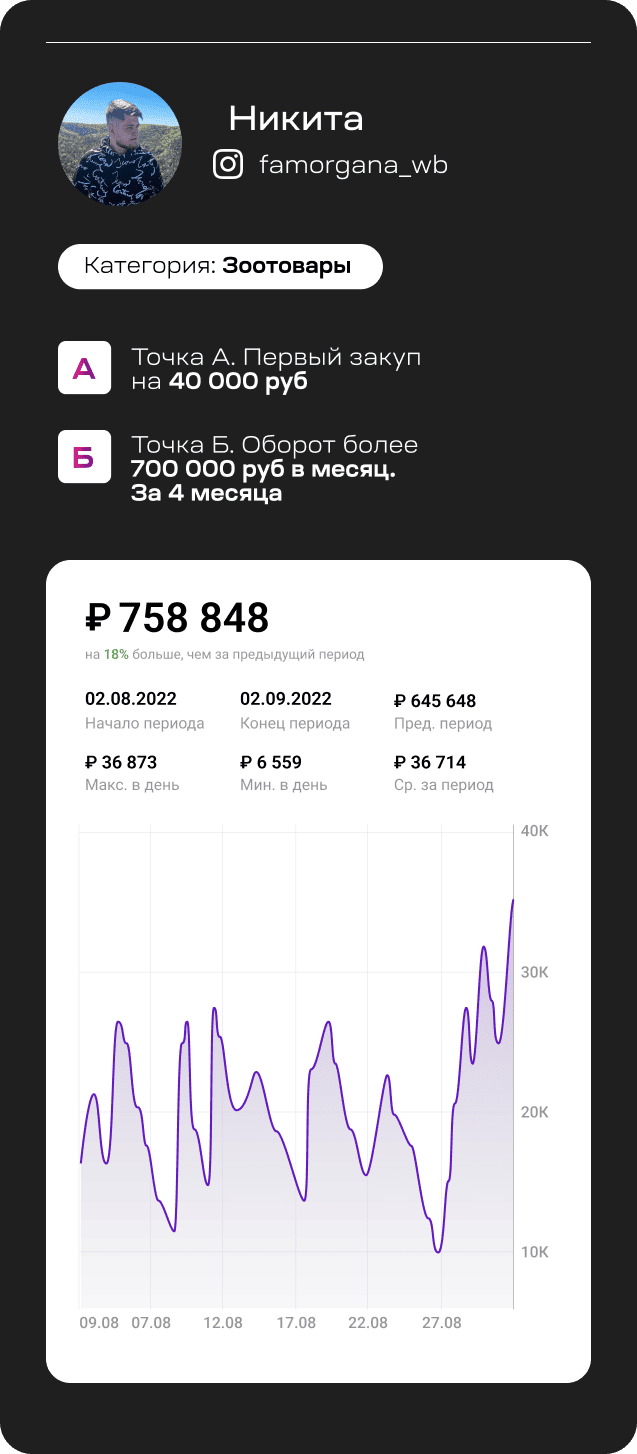 Никита
famorgana_wb
Категория: Зоотовары
А
Точка А. Первый закуп
на 40 000 руб
Б
Точка Б. Оборот более
700 000 руб в месяц.
За 4 месяца
₽ 758 848
на 18% больше, чем за предыдущий период
02.08.2022 02.09.2022 ₽ 645 648
Начало периода Конец периода Пред. период
₽ 36 873 ₽ 6 559 ₽ 36 714
Макс. в день Мин. в день Ср. за период
40K
30K
20K
10K
09.08 07.08 12.08 17.08 22.08 27.08